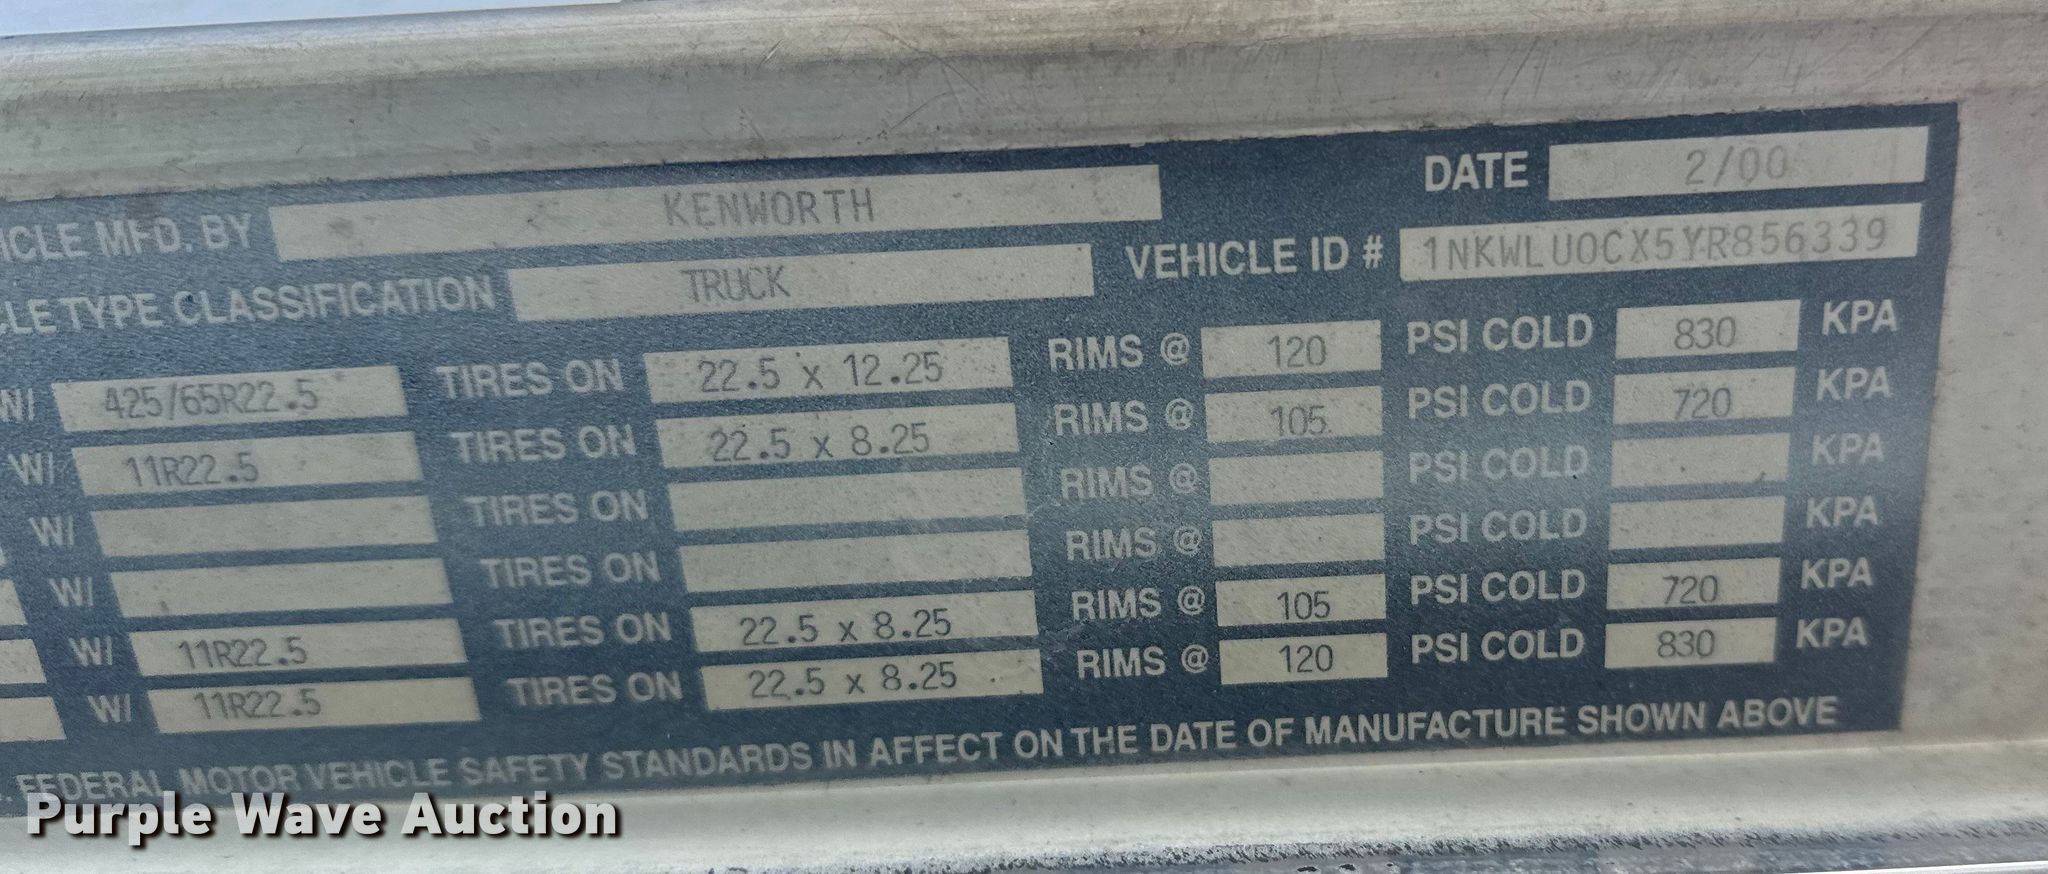 DATE 2/00
ICLE MFD. BY KENWORTH
VEHICLE ID # 1NKWLU0CX5YR856339
CLE TYPE CLASSIFICATION TRUCK
W/ 425/65R22.5 TIRES ON 22.5 x 12.25 RIMS @ 120 PSI COLD 830 KPA
W/ 11R22.5 TIRES ON 22.5 x 8.25 RIMS @ 105 PSI COLD 720 KPA
W/ TIRES ON RIMS @ PSI COLD KPA
W/ TIRES ON RIMS @ PSI COLD KPA
W/ 11R22.5 TIRES ON 22.5 x 8.25 RIMS @ 105 PSI COLD 720 KPA
W/ 11R22.5 TIRES ON 22.5 x 8.25 RIMS @ 120 PSI COLD 830 KPA
. FEDERAL MOTOR VEHICLE SAFETY STANDARDS IN AFFECT ON THE DATE OF MANUFACTURE SHOWN ABOVE
Purple Wave Auction